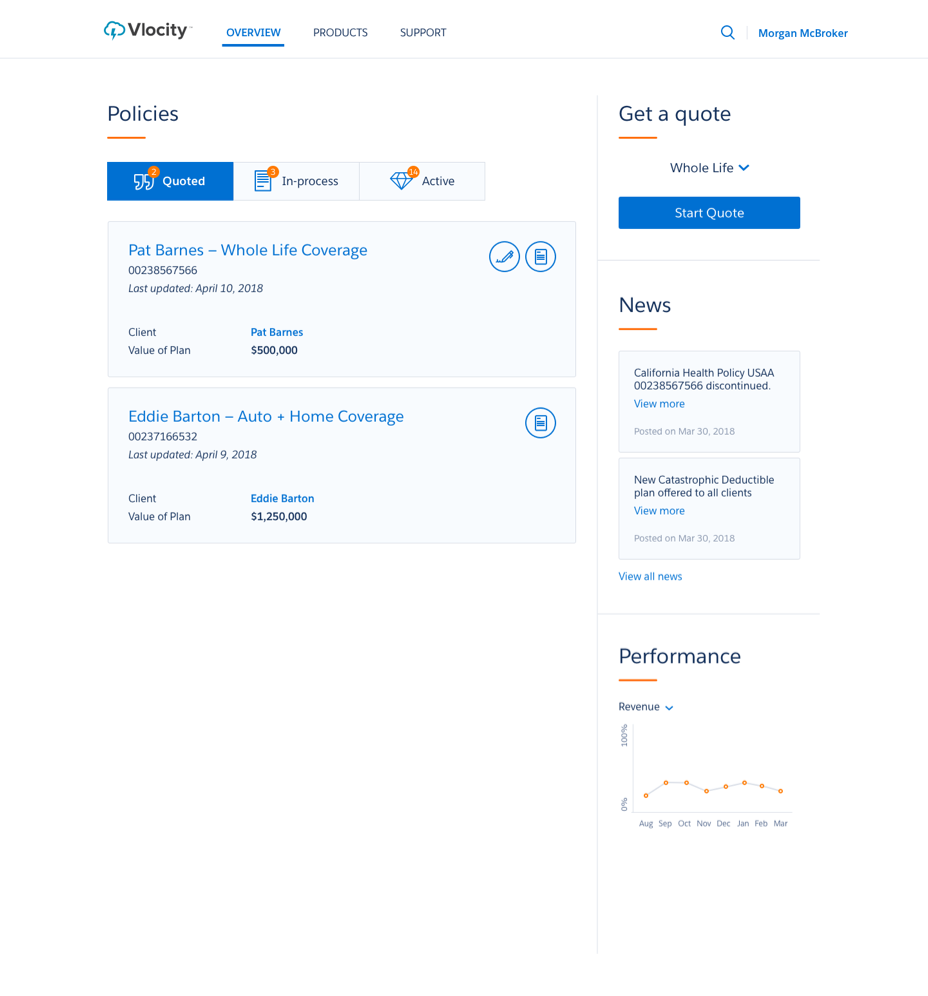 Vlocity
OVERVIEW
PRODUCTS
SUPPORT
Morgan McBroker
Policies
2
Quoted
3
In-process
14
Active
Pat Barnes – Whole Life Coverage
00238567566
Last updated: April 10, 2018
Client Pat Barnes
Value of Plan $500,000
Eddie Barton – Auto + Home Coverage
00237166532
Last updated: April 9, 2018
Client Eddie Barton
Value of Plan $1,250,000
Get a quote
Whole Life
Start Quote
News
California Health Policy USAA
00238567566 discontinued.
View more
Posted on Mar 30, 2018
New Catastrophic Deductible
plan offered to all clients
View more
Posted on Mar 30, 2018
View all news
Performance
Revenue
100%
0%
Aug Sep Oct Nov Dec Jan Feb Mar